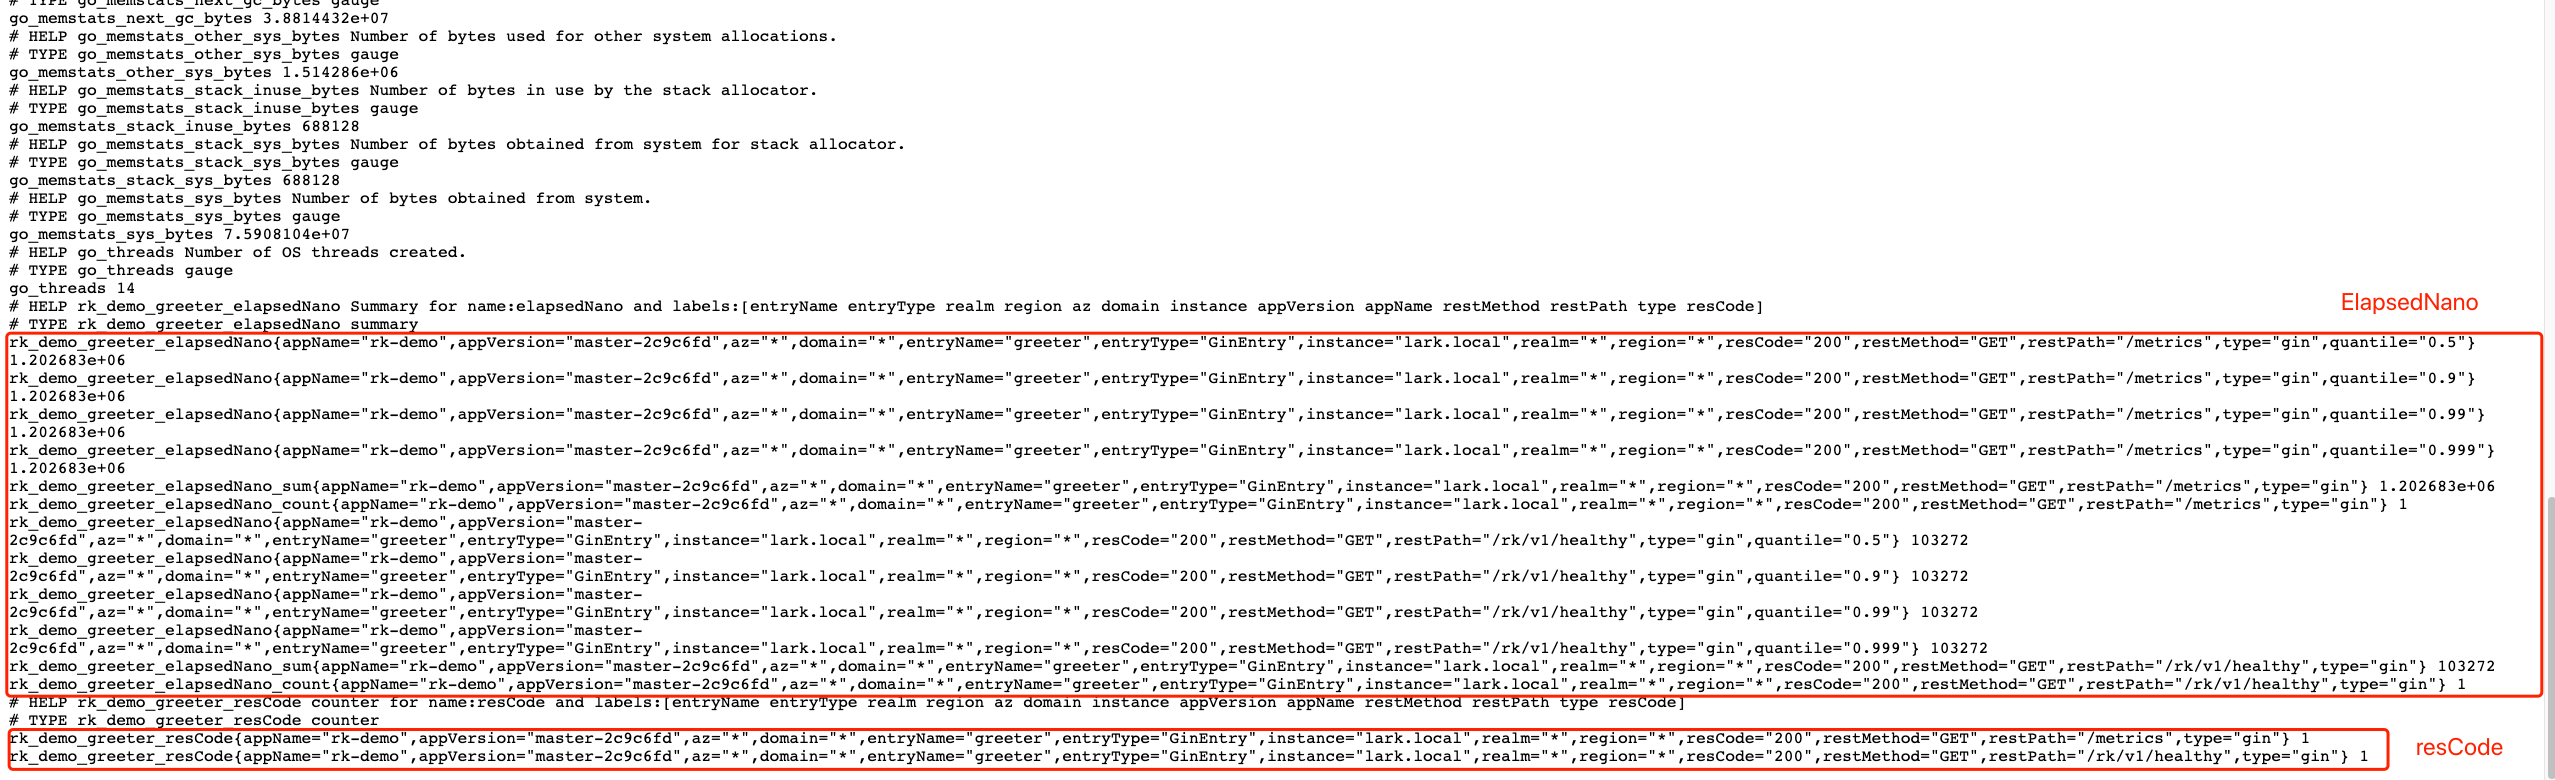 # TYPE go_memstats_next_gc_bytes gauge
go_memstats_next_gc_bytes 3.8814432e+07
# HELP go_memstats_other_sys_bytes Number of bytes used for other system allocations.
# TYPE go_memstats_other_sys_bytes gauge
go_memstats_other_sys_bytes 1.514286e+06
# HELP go_memstats_stack_inuse_bytes Number of bytes in use by the stack allocator.
# TYPE go_memstats_stack_inuse_bytes gauge
go_memstats_stack_inuse_bytes 688128
# HELP go_memstats_stack_sys_bytes Number of bytes obtained from system for stack allocator.
# TYPE go_memstats_stack_sys_bytes gauge
go_memstats_stack_sys_bytes 688128
# HELP go_memstats_sys_bytes Number of bytes obtained from system.
# TYPE go_memstats_sys_bytes gauge
go_memstats_sys_bytes 7.5908104e+07
# HELP go_threads Number of OS threads created.
# TYPE go_threads gauge
go_threads 14
# HELP rk_demo_greeter_elapsedNano Summary for name:elapsedNano and labels:[entryName entryType realm region az domain instance appVersion appName restMethod restPath type resCode]
ElapsedNano
# TYPE rk_demo_greeter_elapsedNano summary
rk_demo_greeter_elapsedNano{appName="rk-demo",appVersion="master-2c9c6fd",az="*",domain="*",entryName="greeter",entryType="GinEntry",instance="lark.local",realm="*",region="*",resCode="200",restMethod="GET",restPath="/metrics",type="gin",quantile="0.5"}
1.202683e+06
rk_demo_greeter_elapsedNano{appName="rk-demo",appVersion="master-2c9c6fd",az="*",domain="*",entryName="greeter",entryType="GinEntry",instance="lark.local",realm="*",region="*",resCode="200",restMethod="GET",restPath="/metrics",type="gin",quantile="0.9"}
1.202683e+06
rk_demo_greeter_elapsedNano{appName="rk-demo",appVersion="master-2c9c6fd",az="*",domain="*",entryName="greeter",entryType="GinEntry",instance="lark.local",realm="*",region="*",resCode="200",restMethod="GET",restPath="/metrics",type="gin",quantile="0.99"}
1.202683e+06
rk_demo_greeter_elapsedNano{appName="rk-demo",appVersion="master-2c9c6fd",az="*",domain="*",entryName="greeter",entryType="GinEntry",instance="lark.local",realm="*",region="*",resCode="200",restMethod="GET",restPath="/metrics",type="gin",quantile="0.999"}
1.202683e+06
rk_demo_greeter_elapsedNano_sum{appName="rk-demo",appVersion="master-2c9c6fd",az="*",domain="*",entryName="greeter",entryType="GinEntry",instance="lark.local",realm="*",region="*",resCode="200",restMethod="GET",restPath="/metrics",type="gin"} 1.202683e+06
rk_demo_greeter_elapsedNano_count{appName="rk-demo",appVersion="master-2c9c6fd",az="*",domain="*",entryName="greeter",entryType="GinEntry",instance="lark.local",realm="*",region="*",resCode="200",restMethod="GET",restPath="/metrics",type="gin"} 1
rk_demo_greeter_elapsedNano{appName="rk-demo",appVersion="master-
2c9c6fd",az="*",domain="*",entryName="greeter",entryType="GinEntry",instance="lark.local",realm="*",region="*",resCode="200",restMethod="GET",restPath="/rk/v1/healthy",type="gin",quantile="0.5"} 103272
rk_demo_greeter_elapsedNano{appName="rk-demo",appVersion="master-
2c9c6fd",az="*",domain="*",entryName="greeter",entryType="GinEntry",instance="lark.local",realm="*",region="*",resCode="200",restMethod="GET",restPath="/rk/v1/healthy",type="gin",quantile="0.9"} 103272
rk_demo_greeter_elapsedNano{appName="rk-demo",appVersion="master-
2c9c6fd",az="*",domain="*",entryName="greeter",entryType="GinEntry",instance="lark.local",realm="*",region="*",resCode="200",restMethod="GET",restPath="/rk/v1/healthy",type="gin",quantile="0.99"} 103272
rk_demo_greeter_elapsedNano{appName="rk-demo",appVersion="master-
2c9c6fd",az="*",domain="*",entryName="greeter",entryType="GinEntry",instance="lark.local",realm="*",region="*",resCode="200",restMethod="GET",restPath="/rk/v1/healthy",type="gin",quantile="0.999"} 103272
rk_demo_greeter_elapsedNano_sum{appName="rk-demo",appVersion="master-2c9c6fd",az="*",domain="*",entryName="greeter",entryType="GinEntry",instance="lark.local",realm="*",region="*",resCode="200",restMethod="GET",restPath="/rk/v1/healthy",type="gin"} 103272
rk_demo_greeter_elapsedNano_count{appName="rk-demo",appVersion="master-2c9c6fd",az="*",domain="*",entryName="greeter",entryType="GinEntry",instance="lark.local",realm="*",region="*",resCode="200",restMethod="GET",restPath="/rk/v1/healthy",type="gin"} 1
# HELP rk_demo_greeter_resCode counter for name:resCode and labels:[entryName entryType realm region az domain instance appVersion appName restMethod restPath type resCode]
# TYPE rk_demo_greeter_resCode counter
rk_demo_greeter_resCode{appName="rk-demo",appVersion="master-2c9c6fd",az="*",domain="*",entryName="greeter",entryType="GinEntry",instance="lark.local",realm="*",region="*",resCode="200",restMethod="GET",restPath="/metrics",type="gin"} 1
rk_demo_greeter_resCode{appName="rk-demo",appVersion="master-2c9c6fd",az="*",domain="*",entryName="greeter",entryType="GinEntry",instance="lark.local",realm="*",region="*",resCode="200",restMethod="GET",restPath="/rk/v1/healthy",type="gin"} 1
resCode